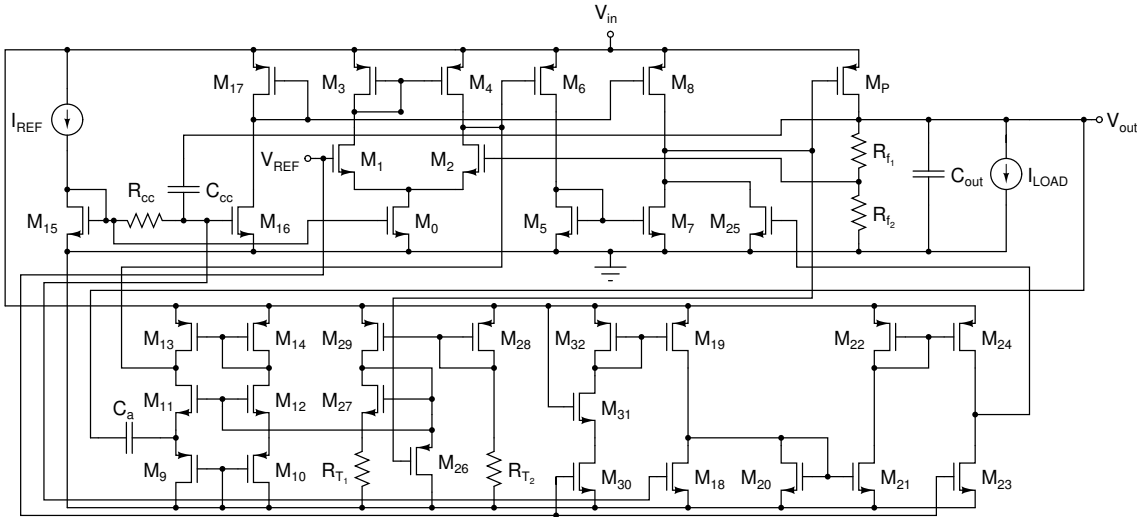 V_in
I_REF
M_17
M_3
M_4
M_6
M_8
M_P
V_out
V_REF
M_1
M_2
R_f1
C_out
I_LOAD
R_cc
C_cc
M_15
M_16
M_0
M_5
M_7
M_25
R_f2
M_13
M_14
M_29
M_28
M_32
M_19
M_22
M_24
C_a
M_11
M_12
M_27
M_31
M_9
M_10
R_T1
M_26
R_T2
M_30
M_18
M_20
M_21
M_23